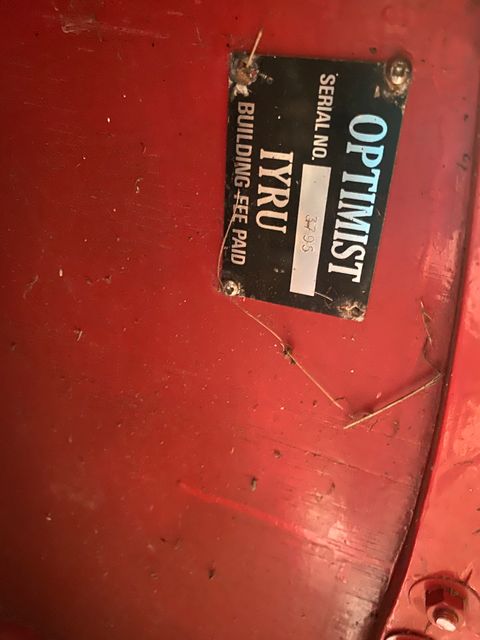 OPTIMIST
SERIAL NO. 3795
IYRU
BUILDING FEE PAID